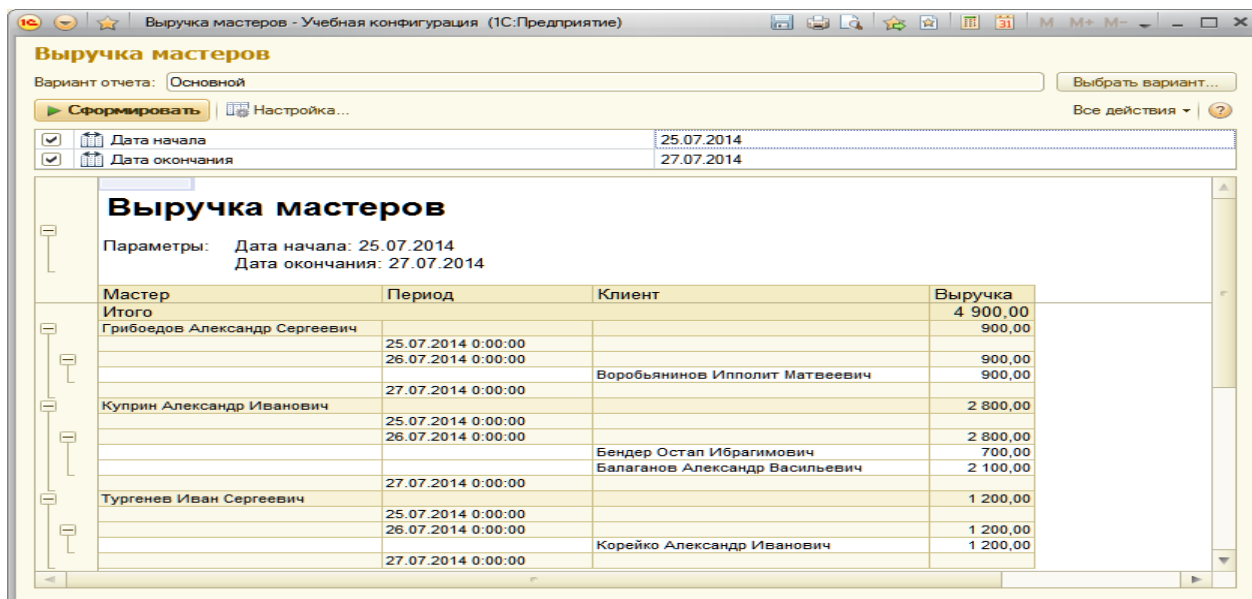 Выручка мастеров - Учебная конфигурация (1С:Предприятие) 31 M M+ M-
Выручка мастеров
Вариант отчета: Основной Выбрать вариант...
Сформировать Настройка... Все действия ?
Дата начала 25.07.2014
Дата окончания 27.07.2014
Выручка мастеров
Параметры: Дата начала: 25.07.2014
Дата окончания: 27.07.2014
Мастер Период Клиент Выручка
Итого 4 900,00
Грибоедов Александр Сергеевич 900,00
25.07.2014 0:00:00
26.07.2014 0:00:00 900,00
Воробьянинов Ипполит Матвеевич 900,00
27.07.2014 0:00:00
Куприн Александр Иванович 2 800,00
25.07.2014 0:00:00
26.07.2014 0:00:00 2 800,00
Бендер Остап Ибрагимович 700,00
Балаганов Александр Васильевич 2 100,00
27.07.2014 0:00:00
Тургенев Иван Сергеевич 1 200,00
25.07.2014 0:00:00
26.07.2014 0:00:00 1 200,00
Корейко Александр Иванович 1 200,00
27.07.2014 0:00:00